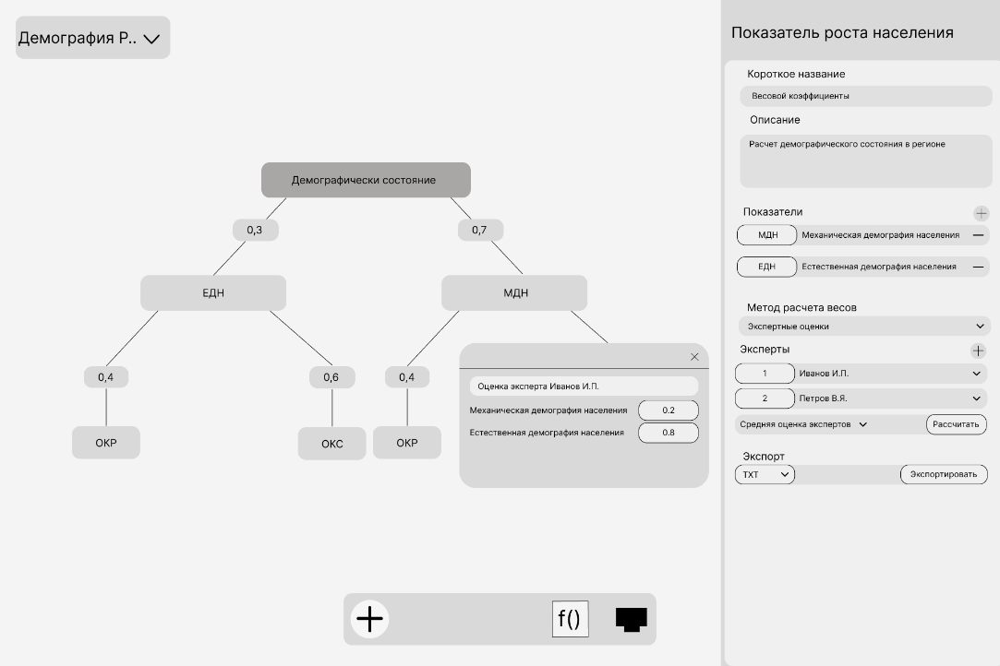 Демография Р..
Демографически состояние
0,3
0,7
ЕДН
МДН
0,4
0,6
0,4
ОКР
ОКС
ОКР
Оценка эксперта Иванов И.П.
Механическая демография населения
0.2
Естественная демография населения
0.8
f()
Показатель роста населения
Короткое название
Весовой коэффициенты
Описание
Расчет демографического состояния в регионе
Показатели
МДН Механическая демография населения
ЕДН Естественная демография населения
Метод расчета весов
Экспертные оценки
Эксперты
1 Иванов И.П.
2 Петров В.Я.
Средняя оценка экспертов
Рассчитать
Экспорт
TXT
Экспортировать